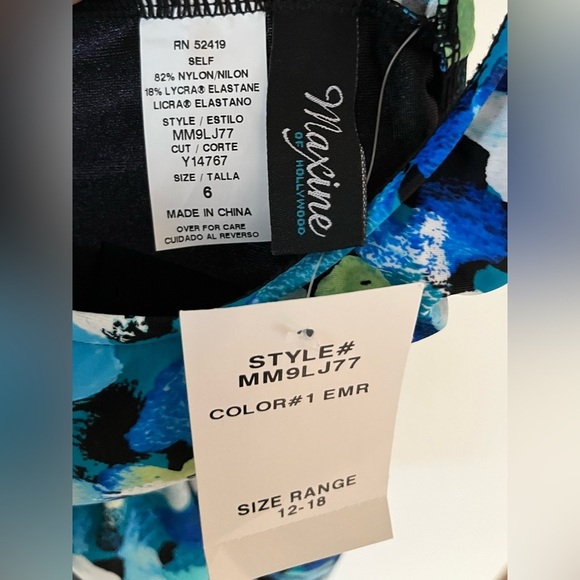 RN 52419
SELF
82% NYLON/NILON
18% LYCRA® ELASTANE
LICRA® ELASTANO
STYLE / ESTILO
MM9LJ77
CUT / CORTE
Y14767
SIZE / TALLA
6
MADE IN CHINA
OVER FOR CARE
CUIDADO AL REVERSO
Maxine
OF HOLLYWOOD
STYLE#
MM9LJ77
COLOR#1 EMR
SIZE RANGE
12-18